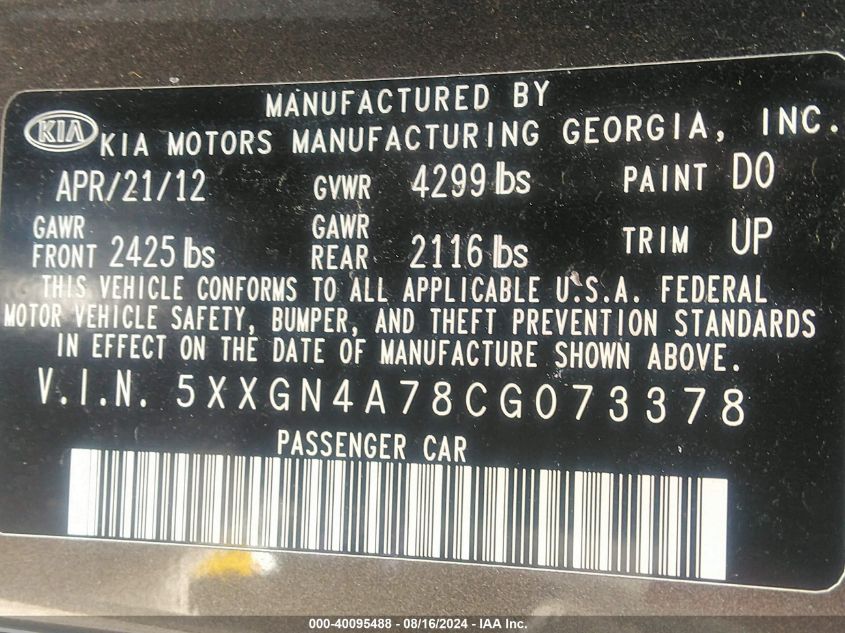 MANUFACTURED BY
KIA KIA MOTORS MANUFACTURING GEORGIA, INC.
APR/21/12 GVWR 4299 lbs PAINT D0
GAWR FRONT 2425 lbs GAWR REAR 2116 lbs TRIM UP
THIS VEHICLE CONFORMS TO ALL APPLICABLE U.S.A. FEDERAL
MOTOR VEHICLE SAFETY, BUMPER, AND THEFT PREVENTION STANDARDS
IN EFFECT ON THE DATE OF MANUFACTURE SHOWN ABOVE.
V.I.N. 5XXGN4A78CG073378
PASSENGER CAR
000-40095488 - 08/16/2024 - IAA Inc.